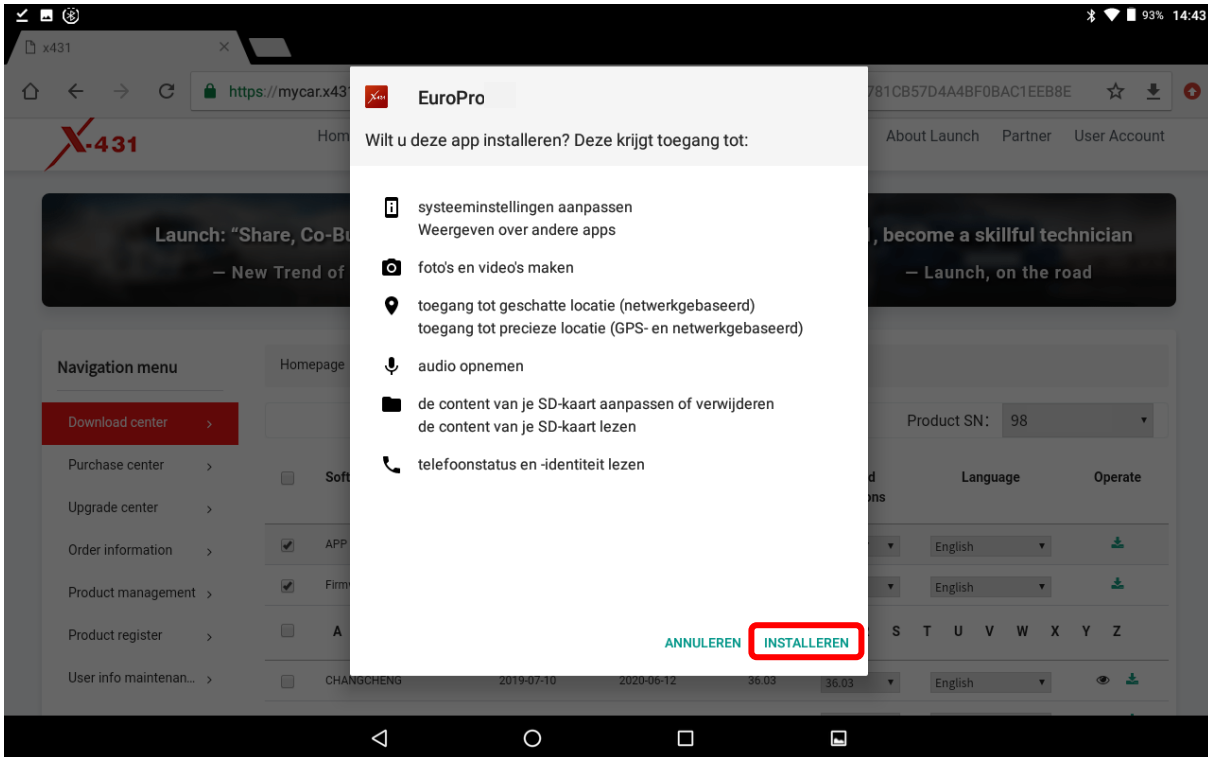 93% 14:43
x431
https://mycar.x43
781CB57D4A4BF0BAC1EEB8E
X-431
Hom
About Launch Partner User Account
Launch: “Share, Co-Bu
, become a skillful technician
— New Trend of
— Launch, on the road
EuroPro
Wilt u deze app installeren? Deze krijgt toegang tot:
systeeminstellingen aanpassen
Weergeven over andere apps
foto's en video's maken
toegang tot geschatte locatie (netwerkgebaseerd)
toegang tot precieze locatie (GPS- en netwerkgebaseerd)
audio opnemen
de content van je SD-kaart aanpassen of verwijderen
de content van je SD-kaart lezen
telefoonstatus en -identiteit lezen
ANNULEREN INSTALLEREN
Navigation menu
Download center
Purchase center
Upgrade center
Order information
Product management
Product register
User info maintenan...
Homepage
Product SN: 98
Soft
Language Operate
ons
APP English
Firm English
A S T U V W X Y Z
CHANGCHENG 2019-07-10 2020-06-12 36.03 36.03 English